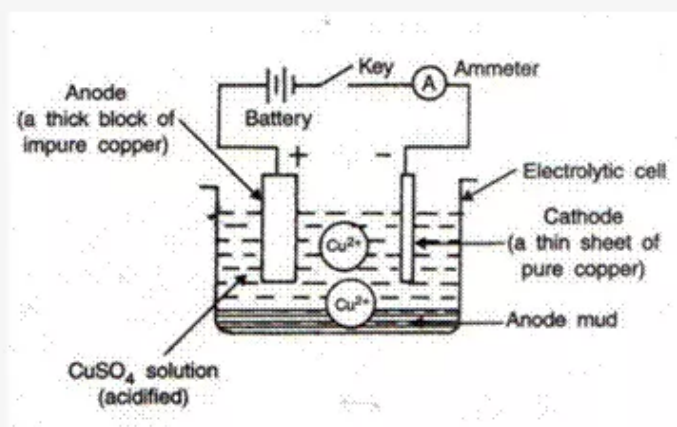 Key
A
Ammeter
Anode
(a thick block of
impure copper)
Battery
+
−
Electrolytic cell
Cu²⁺
Cathode
(a thin sheet of
pure copper)
Cu²⁺
Anode mud
CuSO₄ solution
(acidified)